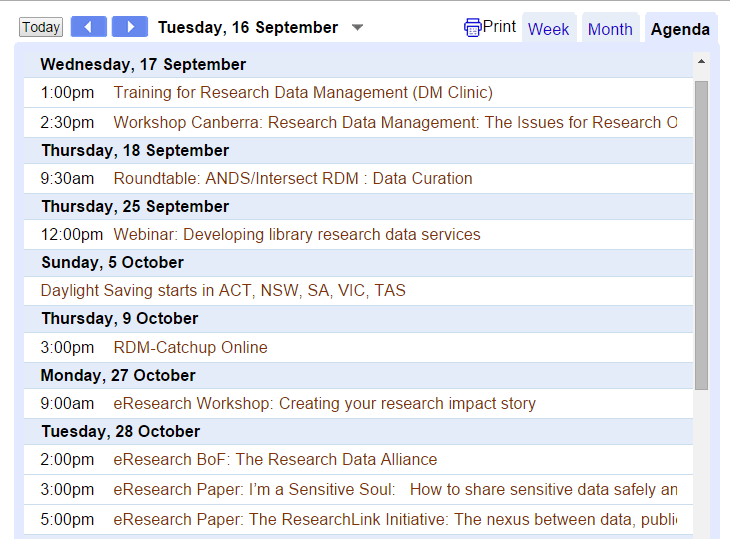 Today Tuesday, 16 September Print Week Month Agenda
Wednesday, 17 September
1:00pm Training for Research Data Management (DM Clinic)
2:30pm Workshop Canberra: Research Data Management: The Issues for Research O
Thursday, 18 September
9:30am Roundtable: ANDS/Intersect RDM : Data Curation
Thursday, 25 September
12:00pm Webinar: Developing library research data services
Sunday, 5 October
Daylight Saving starts in ACT, NSW, SA, VIC, TAS
Thursday, 9 October
3:00pm RDM-Catchup Online
Monday, 27 October
9:00am eResearch Workshop: Creating your research impact story
Tuesday, 28 October
2:00pm eResearch BoF: The Research Data Alliance
3:00pm eResearch Paper: I'm a Sensitive Soul: How to share sensitive data safely an
5:00pm eResearch Paper: The ResearchLink Initiative: The nexus between data, publi